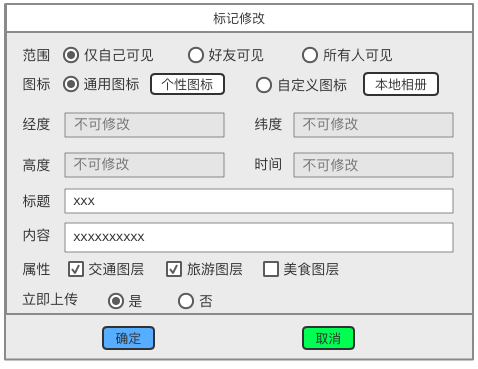 标记修改
范围 仅自己可见 好友可见 所有人可见
图标 通用图标 个性图标 自定义图标 本地相册
经度 不可修改 纬度 不可修改
高度 不可修改 时间 不可修改
标题 xxx
内容 xxxxxxxxxx
属性 交通图层 旅游图层 美食图层
立即上传 是 否
确定 取消